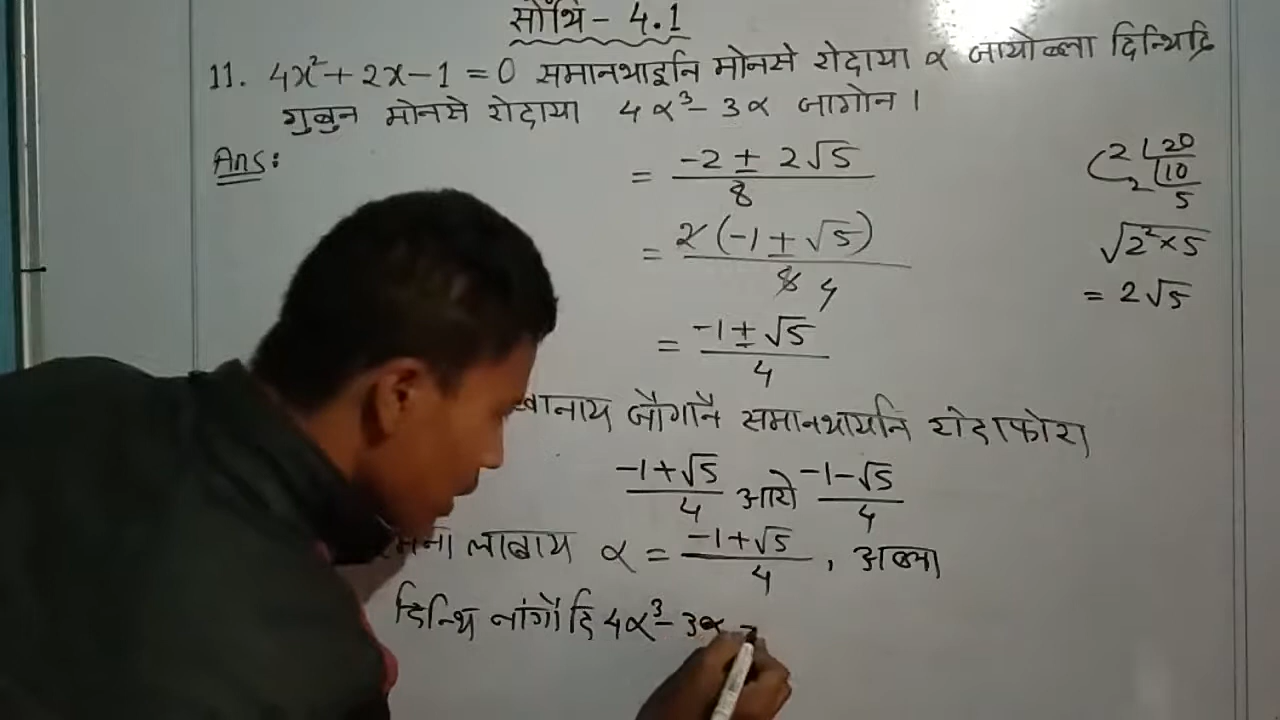 सोंथि - 4.1
11. 4x² + 2x - 1 = 0 समानथाइनि मोनसे रोदाया α जायोब्ला दिन्थिदि
गुबुन मोनसे रोदाया 4α³ - 3α जागोन।
Ans:
= -2 ± 2√5 / 8
= 2(-1 ± √5) / 8 4
= -1 ± √5 / 4
जौगानै समानथायनि रोदाफोरा
-1+√5 / 4 आरो -1-√5 / 4
लाबाय α = -1+√5 / 4 , अब्ला
दिन्थि नांगौदि 4α³ - 3α =
2 20
2 10
5
√2²×5
= 2√5